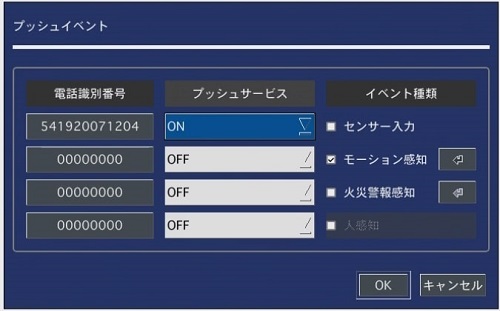 プッシュイベント
電話識別番号 プッシュサービス イベント種類
541920071204 ON センサー入力
00000000 OFF モーション感知
00000000 OFF 火災警報感知
00000000 OFF 人感知
OK キャンセル